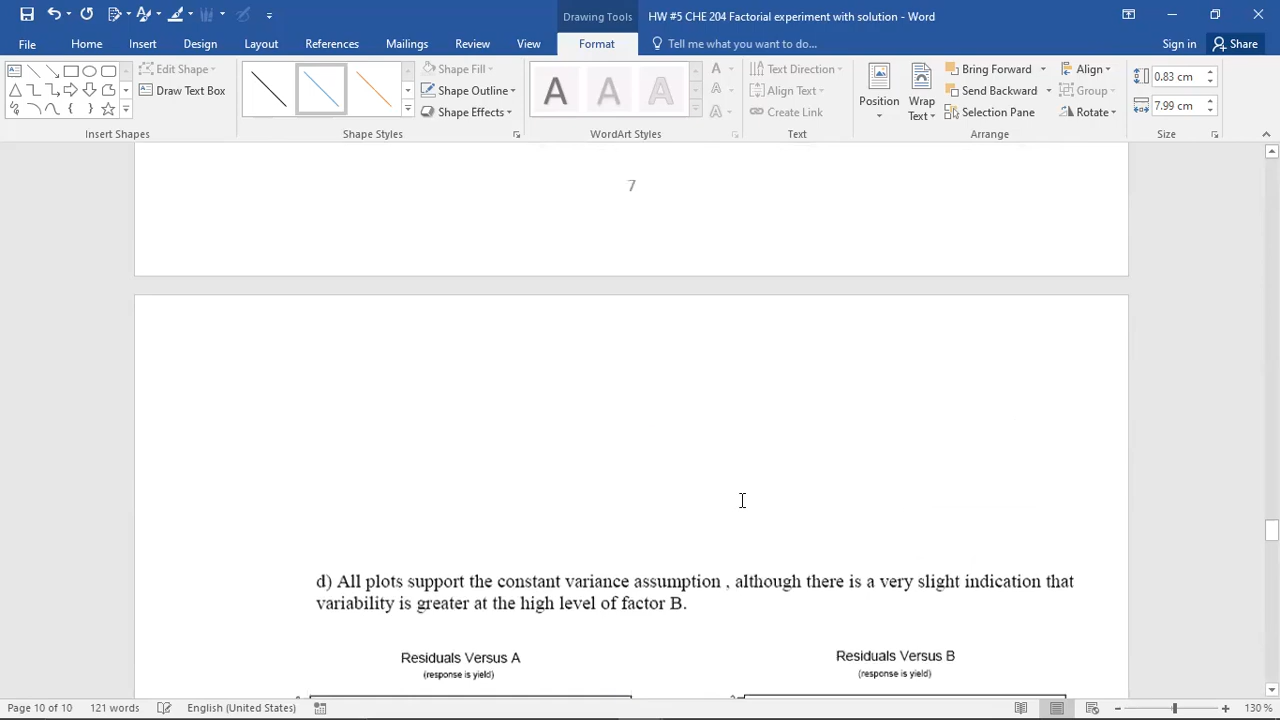 Drawing Tools
HW #5 CHE 204 Factorial experiment with solution - Word
File Home Insert Design Layout References Mailings Review View Format Tell me what you want to do... Sign in Share
Edit Shape
Draw Text Box
Insert Shapes
Shape Fill
Shape Outline
Shape Effects
Shape Styles
A A A
WordArt Styles
Text Direction
Align Text
Create Link
Text
Position
Wrap
Text
Bring Forward
Send Backward
Selection Pane
Align
Group
Rotate
Arrange
0.83 cm
7.99 cm
Size
7
d) All plots support the constant variance assumption , although there is a very slight indication that
variability is greater at the high level of factor B.
Residuals Versus A
(response is yield)
Residuals Versus B
(response is yield)
Page 10 of 10 121 words English (United States) 130 %